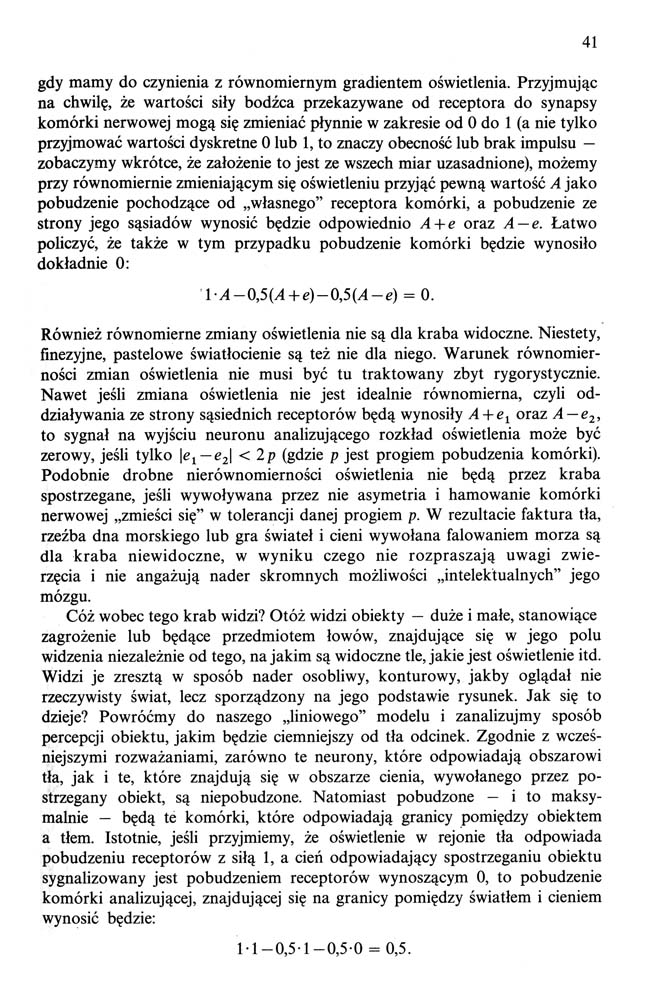 41
gdy mamy do czynienia z równomiernym gradientem oświetlenia. Przyjmując
na chwilę, że wartości siły bodźca przekazywane od receptora do synapsy
komórki nerwowej mogą się zmieniać płynnie w zakresie od 0 do 1 (a nie tylko
przyjmować wartości dyskretne 0 lub 1, to znaczy obecność lub brak impulsu —
zobaczymy wkrótce, że założenie to jest ze wszech miar uzasadnione), możemy
przy równomiernie zmieniającym się oświetleniu przyjąć pewną wartość A jako
pobudzenie pochodzące od „własnego” receptora komórki, a pobudzenie ze
strony jego sąsiadów wynosić będzie odpowiednio A+e oraz A—e. Łatwo
policzyć, że także w tym przypadku pobudzenie komórki będzie wynosiło
dokładnie 0:
1·A—0,5(A+e)—0,5(A—e) = 0.
Również równomierne zmiany oświetlenia nie są dla kraba widoczne. Niestety,
finezyjne, pastelowe światłocienie są też nie dla niego. Warunek równomier-
ności zmian oświetlenia nie musi być tu traktowany zbyt rygorystycznie.
Nawet jeśli zmiana oświetlenia nie jest idealnie równomierna, czyli od-
działywania ze strony sąsiednich receptorów będą wynosiły A+e₁ oraz A—e₂,
to sygnał na wyjściu neuronu analizującego rozkład oświetlenia może być
zerowy, jeśli tylko |e₁—e₂| < 2p (gdzie p jest progiem pobudzenia komórki).
Podobnie drobne nierównomierności oświetlenia nie będą przez kraba
spostrzegane, jeśli wywoływana przez nie asymetria i hamowanie komórki
nerwowej „zmieści się” w tolerancji danej progiem p. W rezultacie faktura tła,
rzeźba dna morskiego lub gra świateł i cieni wywołana falowaniem morza są
dla kraba niewidoczne, w wyniku czego nie rozpraszają uwagi zwie-
rzęcia i nie angażują nader skromnych możliwości „intelektualnych” jego
mózgu.
Cóż wobec tego krab widzi? Otóż widzi obiekty — duże i małe, stanowiące
zagrożenie lub będące przedmiotem łowów, znajdujące się w jego polu
widzenia niezależnie od tego, na jakim są widoczne tle, jakie jest oświetlenie itd.
Widzi je zresztą w sposób nader osobliwy, konturowy, jakby oglądał nie
rzeczywisty świat, lecz sporządzony na jego podstawie rysunek. Jak się to
dzieje? Powróćmy do naszego „liniowego” modelu i zanalizujmy sposób
percepcji obiektu, jakim będzie ciemniejszy od tła odcinek. Zgodnie z wcześ-
niejszymi rozważaniami, zarówno te neurony, które odpowiadają obszarowi
tła, jak i te, które znajdują się w obszarze cienia, wywołanego przez po-
strzegany obiekt, są niepobudzone. Natomiast pobudzone — i to maksy-
malnie — będą te komórki, które odpowiadają granicy pomiędzy obiektem
a tłem. Istotnie, jeśli przyjmiemy, że oświetlenie w rejonie tła odpowiada
pobudzeniu receptorów z siłą 1, a cień odpowiadający spostrzeganiu obiektu
sygnalizowany jest pobudzeniem receptorów wynoszącym 0, to pobudzenie
komórki analizującej, znajdującej się na granicy pomiędzy światłem i cieniem
wynosić będzie:
1·1—0,5·1—0,5·0 = 0,5.